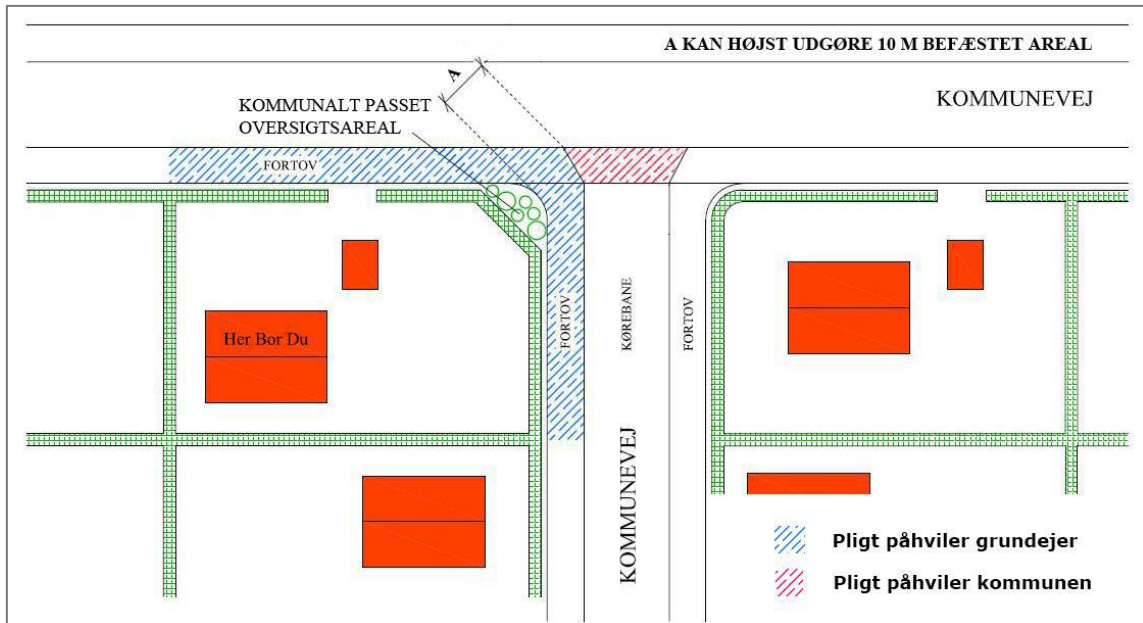 A KAN HØJST UDGØRE 10 M BEFÆSTET AREAL
KOMMUNEVEJ
A
KOMMUNALT PASSET
OVERSIGTSAREAL
FORTOV
Her Bor Du
FORTOV
KØREBANE
FORTOV
KOMMUNEVEJ
Pligt påhviler grundejer
Pligt påhviler kommunen